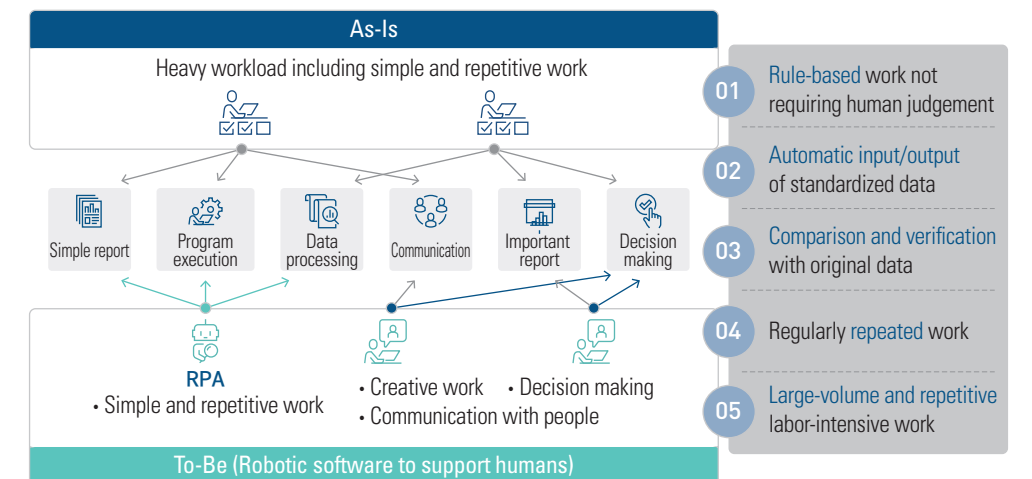 As-Is
Heavy workload including simple and repetitive work
Simple report
Program
execution
Data
processing
Communication
Important
report
Decision
making
RPA
• Simple and repetitive work
• Creative work
• Decision making
• Communication with people
To-Be (Robotic software to support humans)
01
Rule-based work not
requiring human judgement
02
Automatic input/output
of standardized data
03
Comparison and verification
with original data
04
Regularly repeated work
05
Large-volume and repetitive
labor-intensive work